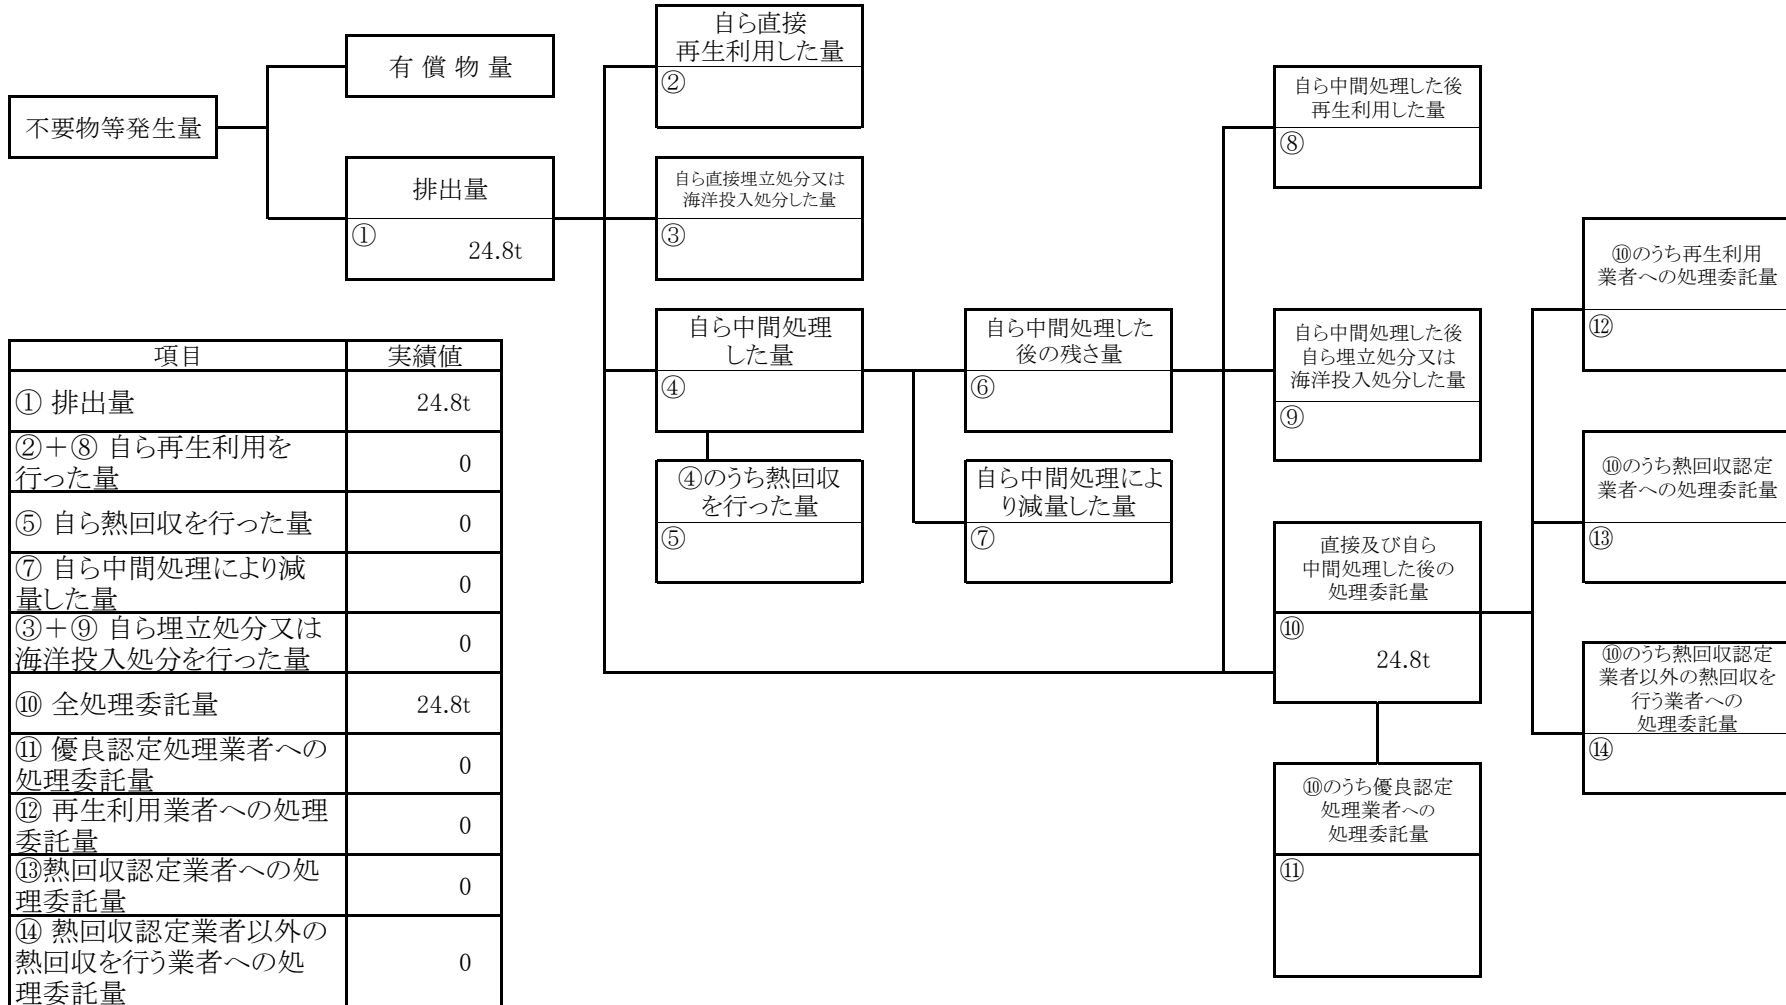 不要物等発生量
有 償 物 量
排出量
①
24.8t
自ら直接
再生利用した量
②
自ら直接埋立処分又は
海洋投入処分した量
③
自ら中間処理
した量
④
④のうち熱回収
を行った量
⑤
自ら中間処理した
後の残さ量
⑥
自ら中間処理によ
り減量した量
⑦
自ら中間処理した後
再生利用した量
⑧
自ら中間処理した後
自ら埋立処分又は
海洋投入処分した量
⑨
直接及び自ら
中間処理した後の
処理委託量
⑩
24.8t
⑩のうち優良認定
処理業者への
処理委託量
⑪
⑩のうち再生利用
業者への処理委託量
⑫
⑩のうち熱回収認定
業者への処理委託量
⑬
⑩のうち熱回収認定
業者以外の熱回収を
行う業者への
処理委託量
⑭
項目 実績値
① 排出量 24.8t
②＋⑧ 自ら再生利用を
行った量 0
⑤ 自ら熱回収を行った量 0
⑦ 自ら中間処理により減
量した量 0
③＋⑨ 自ら埋立処分又は
海洋投入処分を行った量 0
⑩ 全処理委託量 24.8t
⑪ 優良認定処理業者への
処理委託量 0
⑫ 再生利用業者への処理
委託量 0
⑬熱回収認定業者への処
理委託量 0
⑭ 熱回収認定業者以外の
熱回収を行う業者への処 0
理委託量